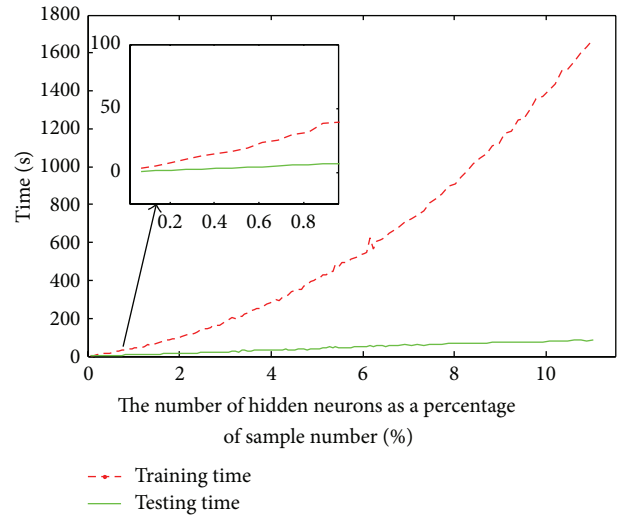 1800
1600
1400
1200
1000
800
600
400
200
0
Time (s)
100
50
0
0.2 0.4 0.6 0.8
0 2 4 6 8 10
The number of hidden neurons as a percentage
of sample number (%)
Training time
Testing time